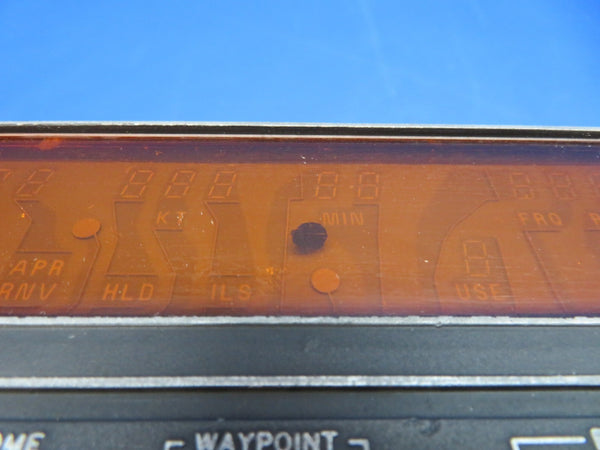 KT MIN FRQ
APR
RNV HLD ILS USE
WAYPOINT